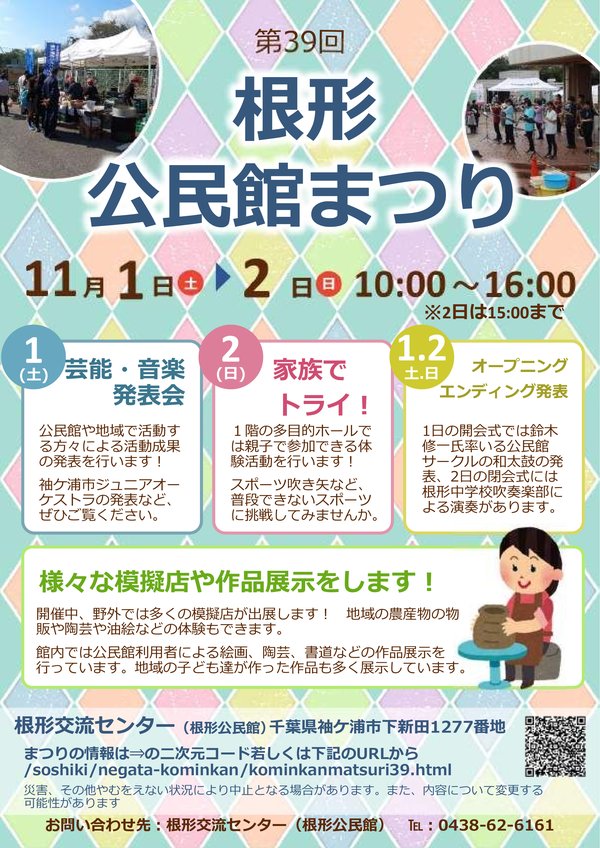 第39回
根形
公民館まつり
11月1日土▶2日日 10:00～16:00
※2日は15:00まで
1
(土)
芸能・音楽
発表会
公民館や地域で活動す
る方々による活動成果
の発表を行います！
袖ケ浦市ジュニアオー
ケストラの発表など、
ぜひご覧ください。
2
(日)
家族で
トライ！
１階の多目的ホールで
は親子で参加できる体
験活動を行います！
スポーツ吹き矢など、
普段できないスポーツ
に挑戦してみませんか。
1.2
土.日
オープニング
エンディング発表
1日の開会式では鈴木
修一氏率いる公民館
サークルの和太鼓の発
表、2日の閉会式には
根形中学校吹奏楽部
による演奏があります。
様々な模擬店や作品展示をします！
開催中、野外では多くの模擬店が出展します！　地域の農産物の物
販や陶芸や油絵などの体験もできます。
館内では公民館利用者による絵画、陶芸、書道などの作品展示を
行っています。地域の子ども達が作った作品も多く展示しています。
根形交流センター（根形公民館）千葉県袖ケ浦市下新田1277番地
まつりの情報は⇒の二次元コード若しくは下記のURLから
/soshiki/negata-kominkan/kominkanmatsuri39.html
災害、その他やむをえない状況により中止となる場合があります。また、内容について変更する
可能性があります
お問い合わせ先：根形交流センター（根形公民館）　℡：0438-62-6161